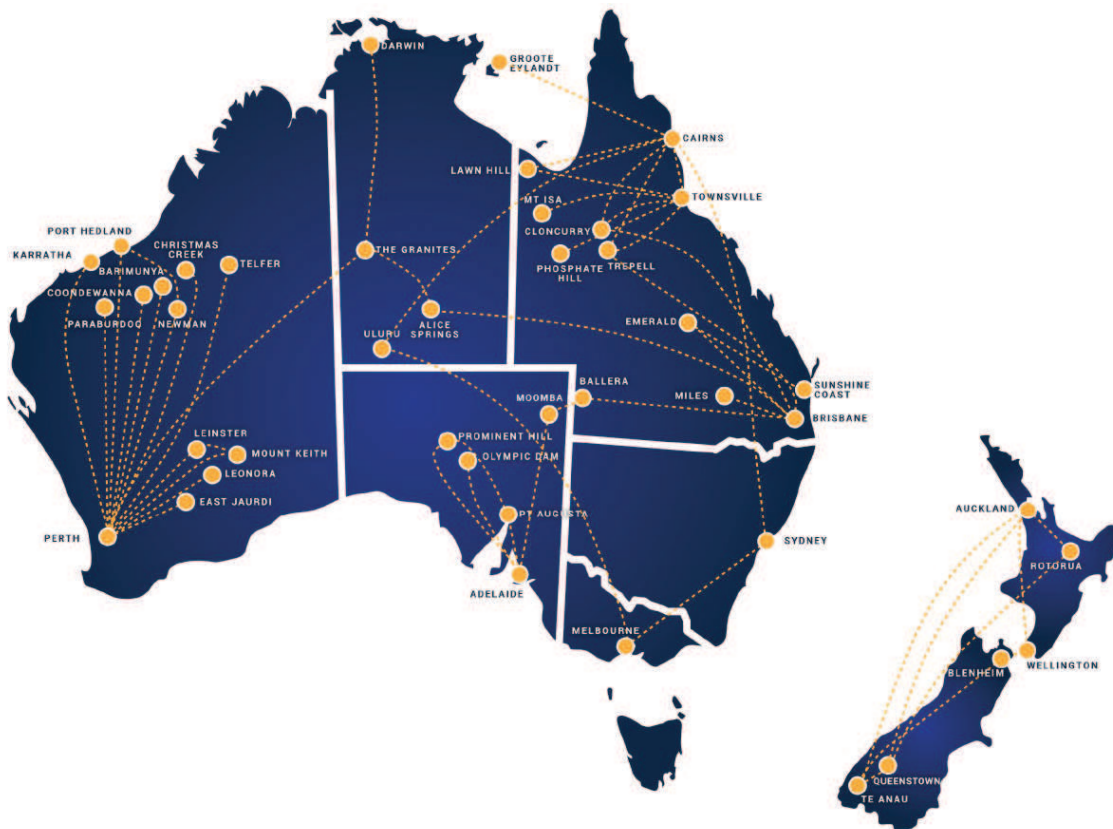 DARWIN
GROOTE
EYLANDT
CAIRNS
LAWN HILL
TOWNSVILLE
MT ISA
CLONCURRY
PORT HEDLAND
CHRISTMAS
CREEK
KARRATHA
BARIMUNYA
THE GRANITES
TELFER
PHOSPHATE
HILL
TREPELL
COONDEWANNA
PARABURDOO
NEWMAN
EMERALD
ALICE
SPRINGS
ULURU
BALLERA
SUNSHINE
COAST
MOOMBA
MILES
BRISBANE
LEINSTER
PROMINENT HILL
MOUNT KEITH
OLYMPIC DAM
LEONORA
EAST JAURDI
PT AUGUSTA
AUCKLAND
PERTH
SYDNEY
ROTORUA
ADELAIDE
MELBOURNE
WELLINGTON
BLENHEIM
QUEENSTOWN
TE ANAU